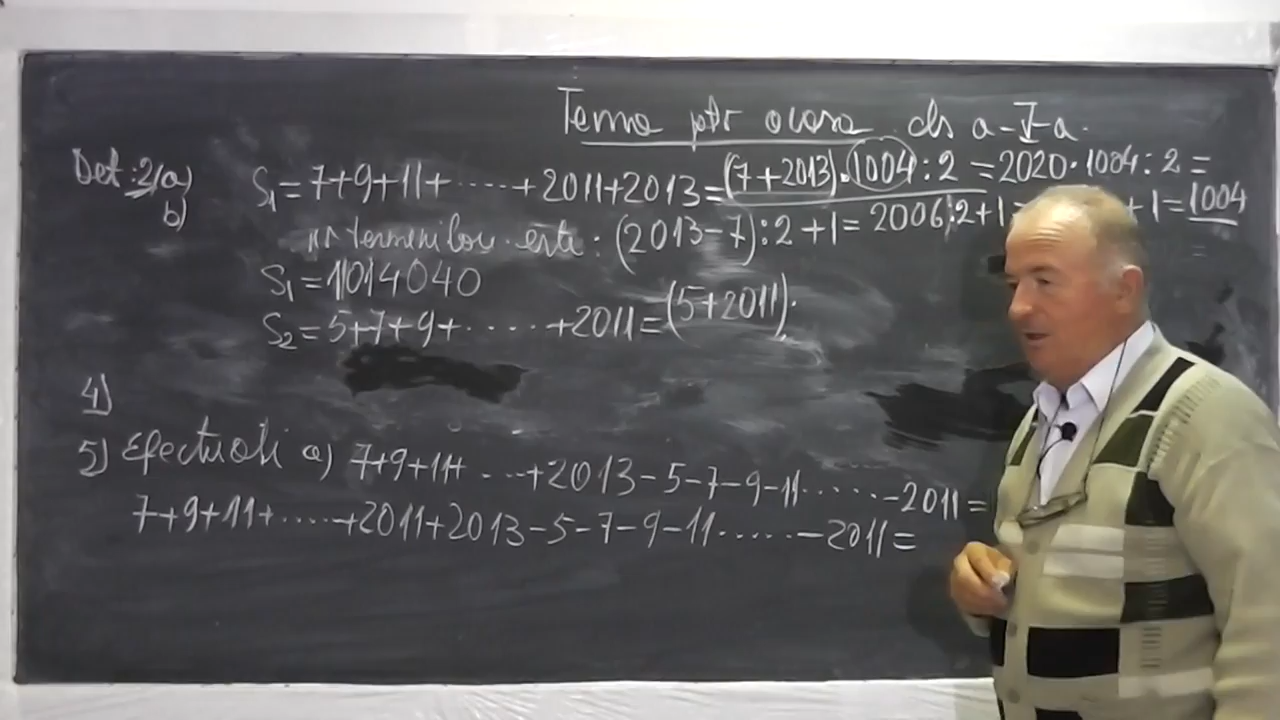 Tema ptr acasa cls a-V-a.
Det: 2/a)
b)
S₁=7+9+11+·····+2011+2013=(7+2013)·1004:2=2020·1004:2=
nr termenilor este: (2013-7):2+1=2006:2+1= +1=1004
S₁=1014040
S₂=5+7+9+·····+2011=(5+2011)·
4)
5) Efectuati a) 7+9+11+····+2013-5-7-9-11·····-2011=
7+9+11+·····+2011+2013-5-7-9-11······-2011=